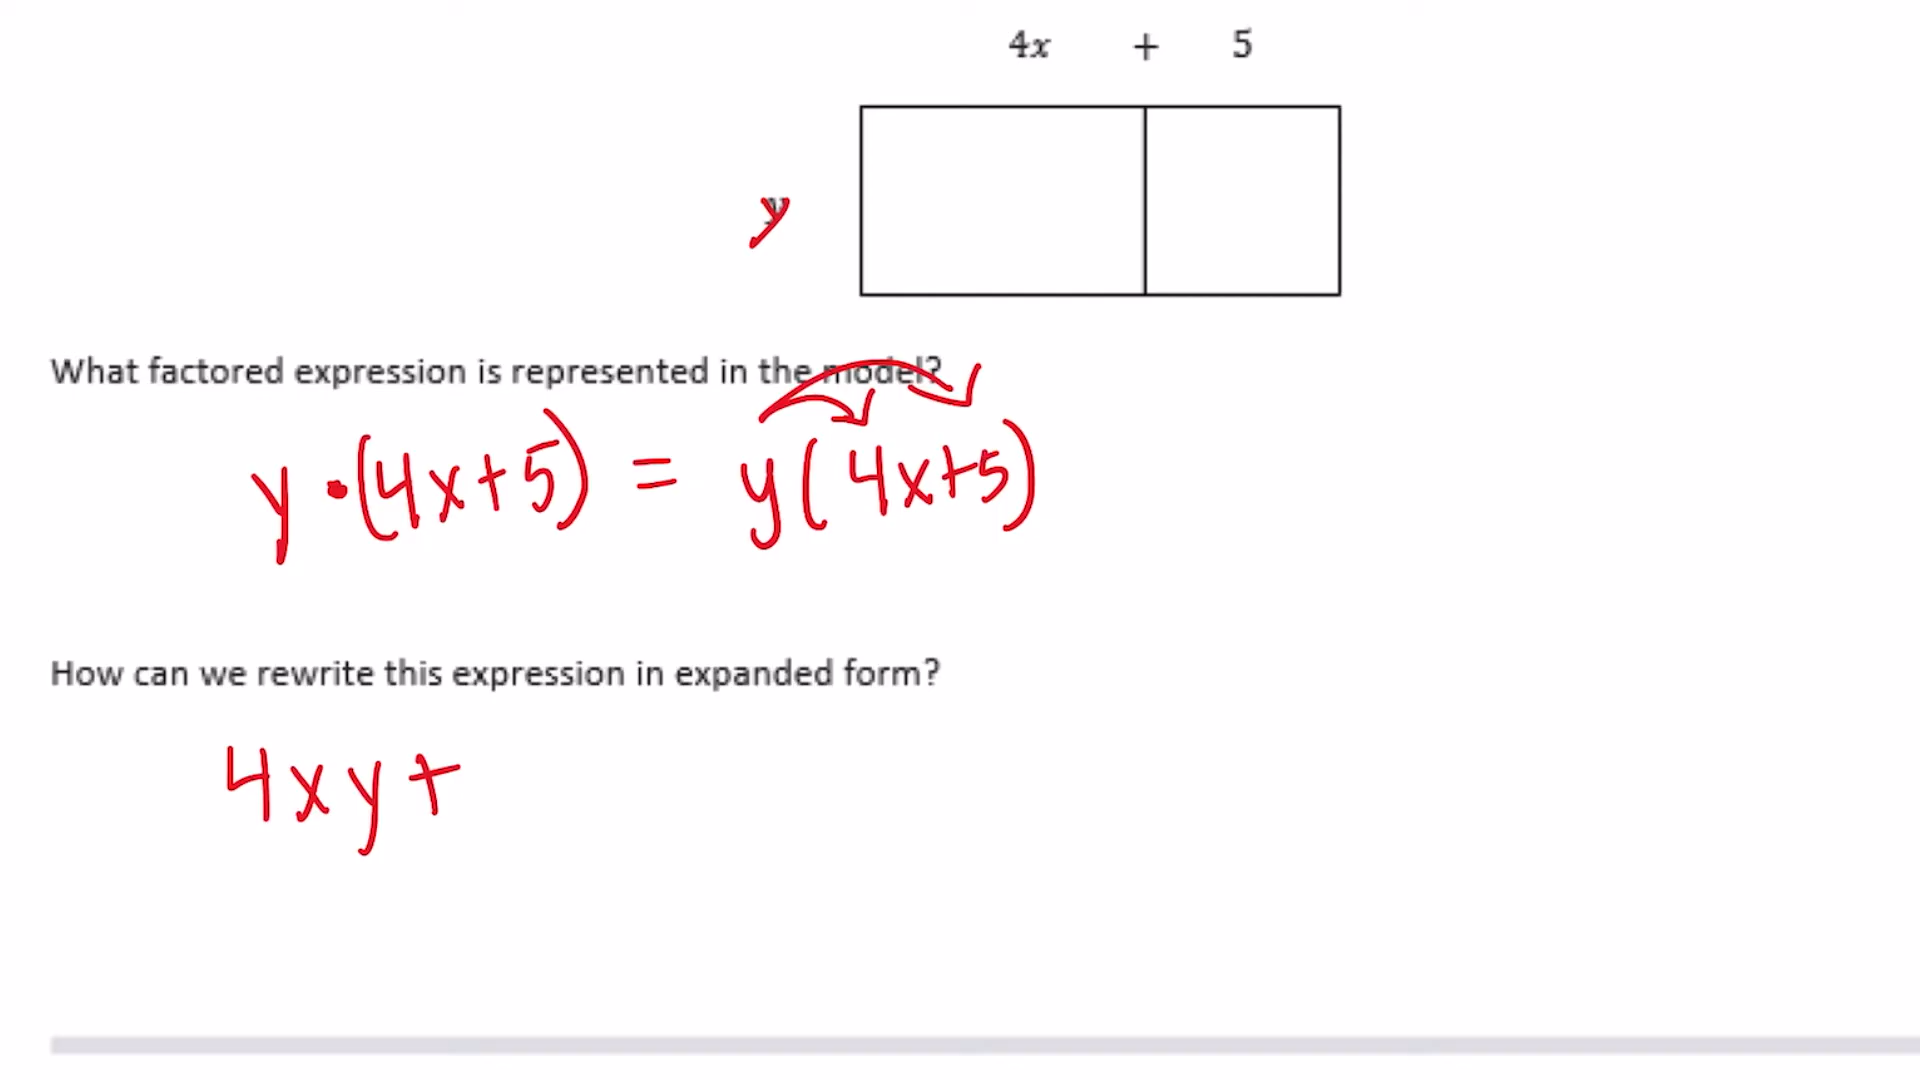 4x + 5
y
What factored expression is represented in the model?
y · (4x+5) = y(4x+5)
How can we rewrite this expression in expanded form?
4xy+